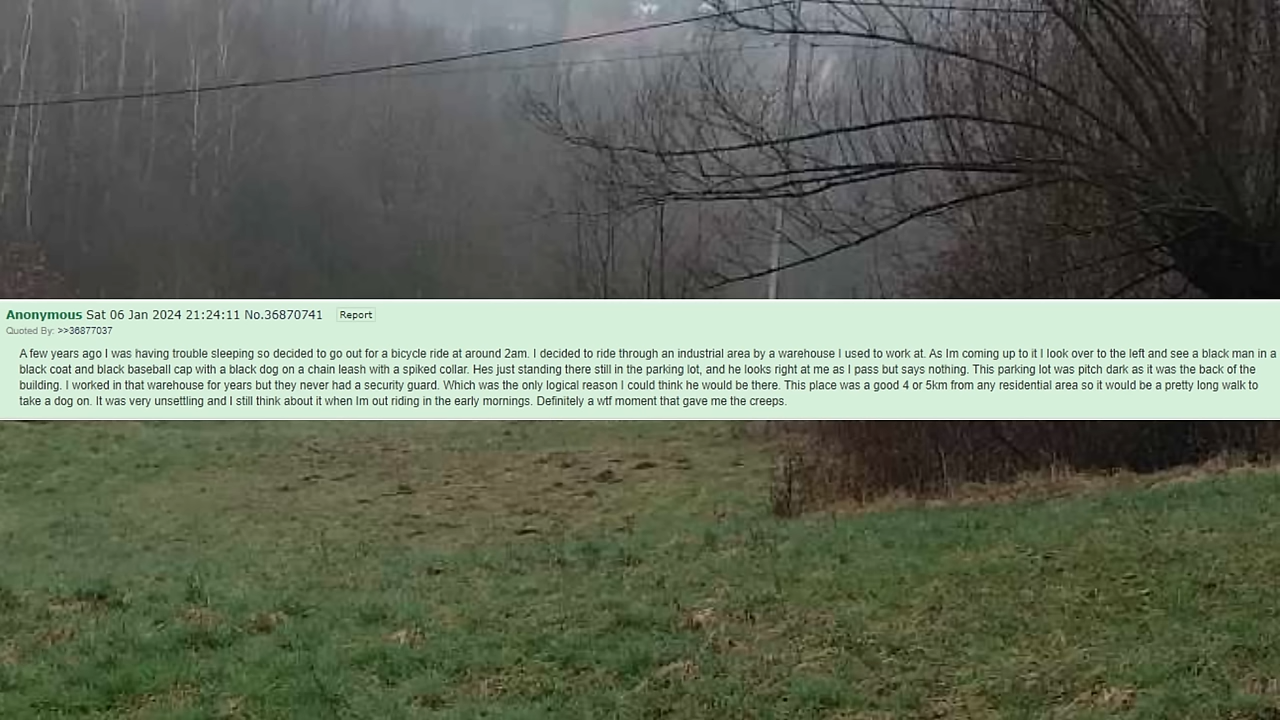 Anonymous Sat 06 Jan 2024 21:24:11 No.36870741 Report
Quoted By: >>36877037
A few years ago I was having trouble sleeping so decided to go out for a bicycle ride at around 2am. I decided to ride through an industrial area by a warehouse I used to work at. As Im coming up to it I look over to the left and see a black man in a
black coat and black baseball cap with a black dog on a chain leash with a spiked collar. Hes just standing there still in the parking lot, and he looks right at me as I pass but says nothing. This parking lot was pitch dark as it was the back of the
building. I worked in that warehouse for years but they never had a security guard. Which was the only logical reason I could think he would be there. This place was a good 4 or 5km from any residential area so it would be a pretty long walk to
take a dog on. It was very unsettling and I still think about it when Im out riding in the early mornings. Definitely a wtf moment that gave me the creeps.